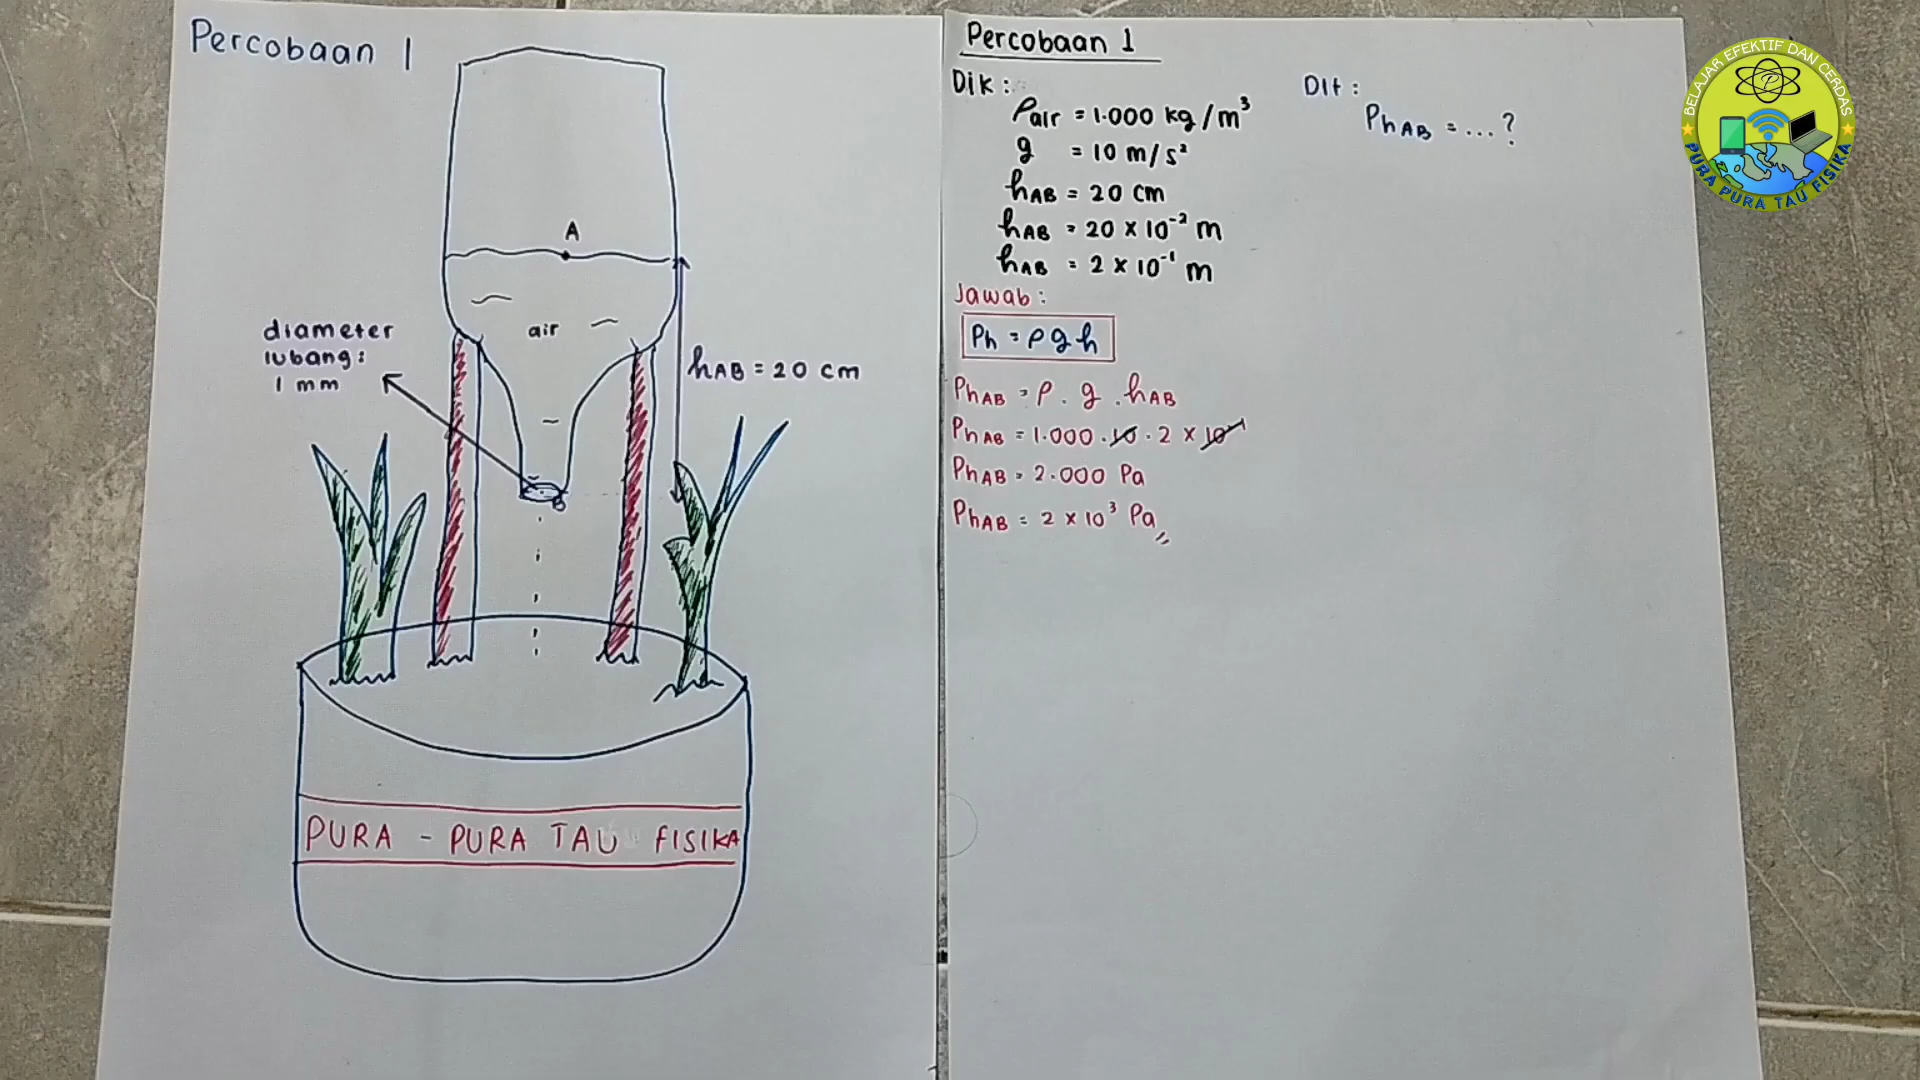 Percobaan 1
A
air
diameter
lubang:
1 mm
hAB = 20 cm
B
PURA - PURA TAU FISIKA
Percobaan 1
Dik:
ρair = 1.000 kg/m³
g = 10 m/s²
hAB = 20 cm
hAB = 20 x 10⁻² m
hAB = 2 x 10⁻¹ m
Dit:
PhAB = ...?
Jawab:
Ph = ρ g h
PhAB = ρ . g . hAB
PhAB = 1.000 . 10 . 2 x 10⁻¹
PhAB = 2.000 Pa
PhAB = 2 x 10³ Pa
BELAJAR EFEKTIF DAN CERDAS
PURA PURA TAU FISIKA